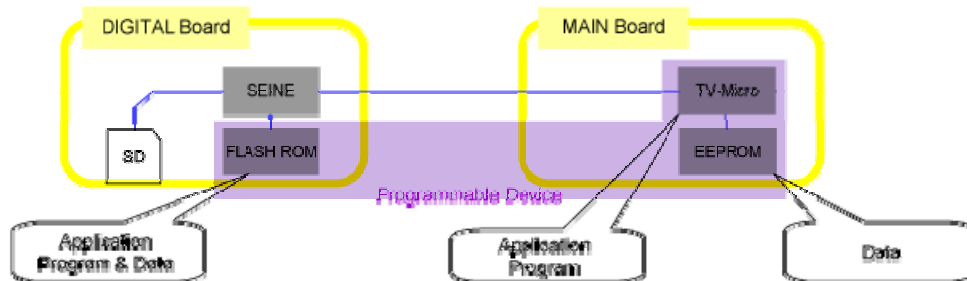 DIGITAL Board
MAIN Board
SEINE
TV-Micro
SD
FLASH ROM
EEPROM
Programmable Device
Application
Program & Data
Application
Program
Data